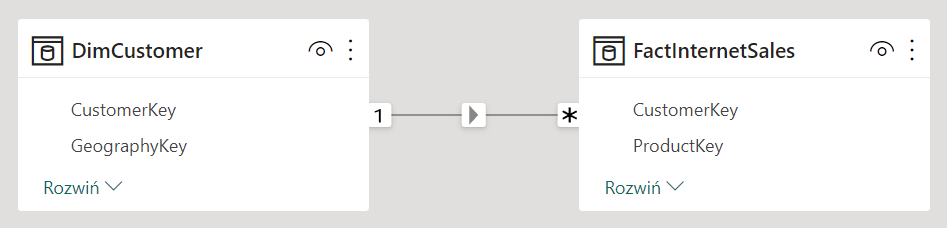 DimCustomer
CustomerKey
GeographyKey
Rozwiń
1
*
FactInternetSales
CustomerKey
ProductKey
Rozwiń